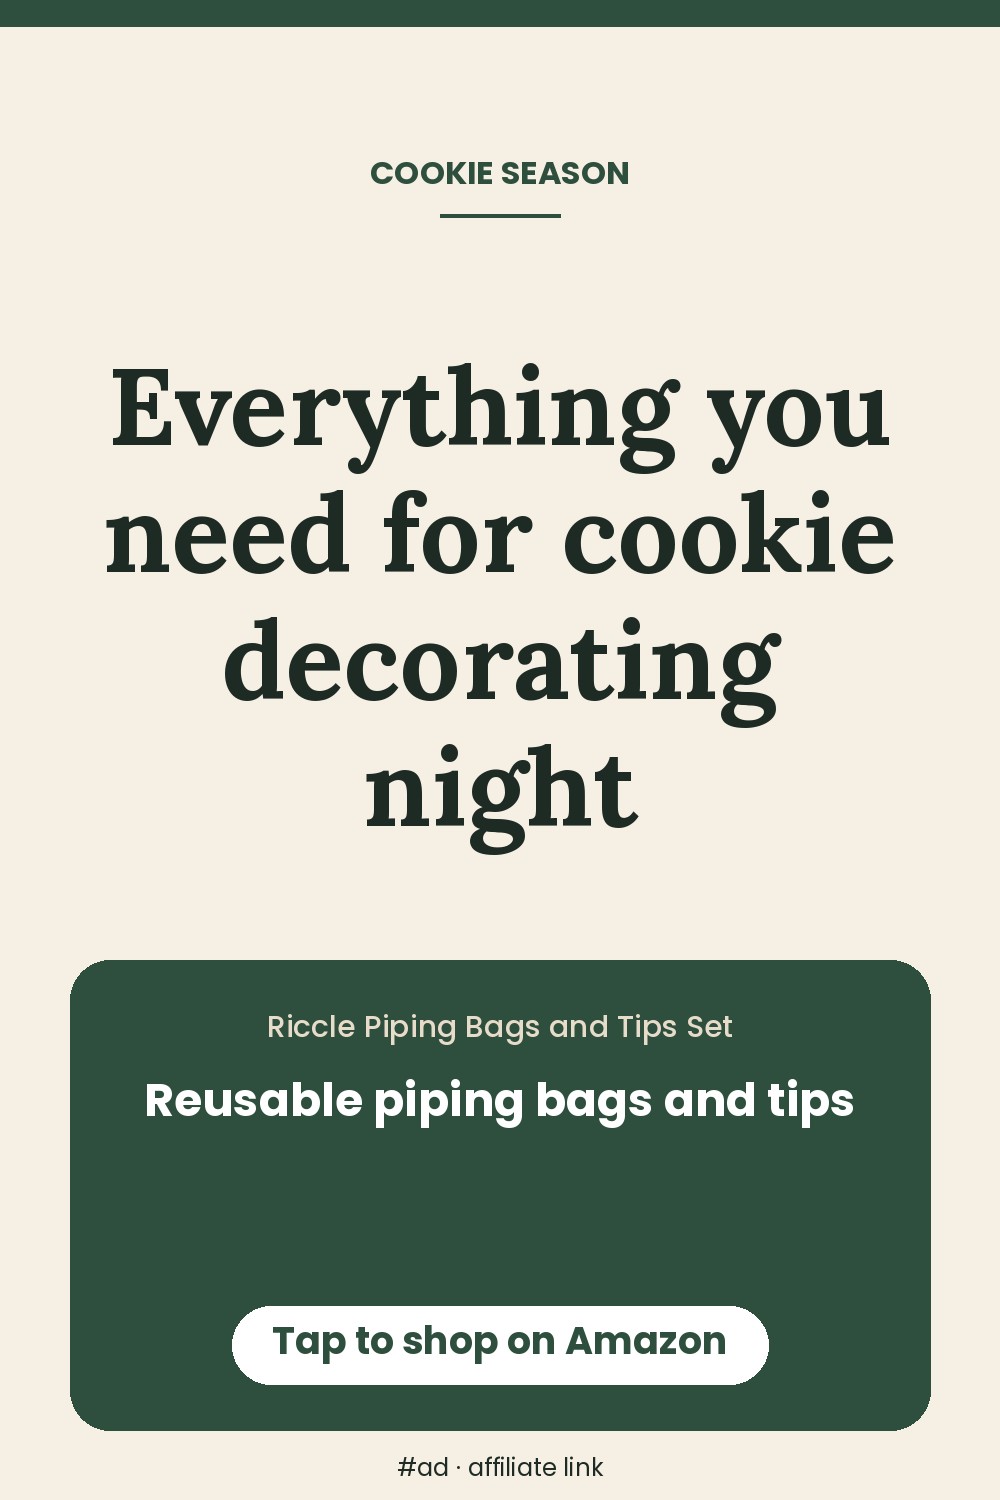 COOKIE SEASON
Everything you
need for cookie
decorating
night
Riccle Piping Bags and Tips Set
Reusable piping bags and tips
Tap to shop on Amazon
#ad · affiliate link